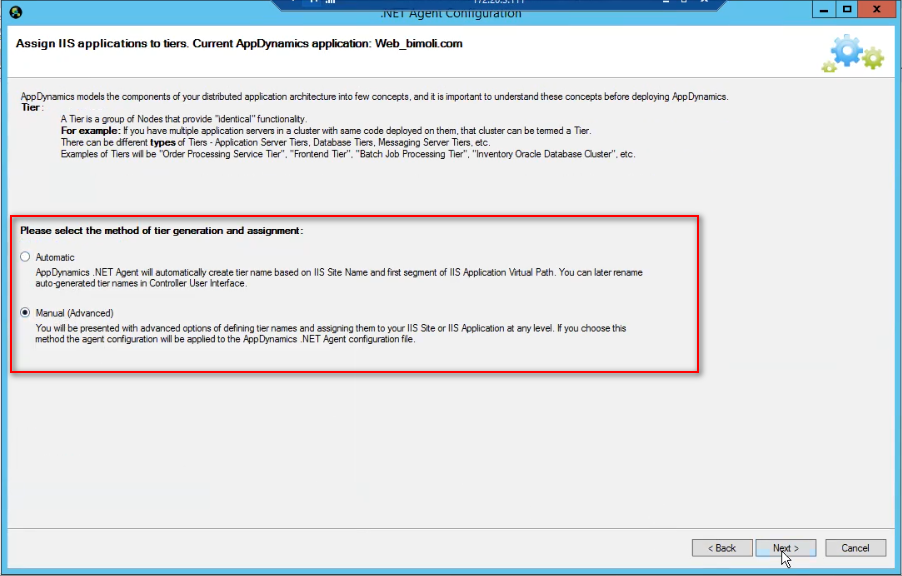 .NET Agent Configuration
Assign IIS applications to tiers. Current AppDynamics application: Web_bimoli.com
AppDynamics models the components of your distributed application architecture into few concepts, and it is important to understand these concepts before deploying AppDynamics.
Tier:
A Tier is a group of Nodes that provide "identical" functionality.
For example: If you have multiple application servers in a cluster with same code deployed on them, that cluster can be termed a Tier.
There can be different types of Tiers - Application Server Tiers, Database Tiers, Messaging Server Tiers, etc.
Examples of Tiers will be "Order Processing Service Tier", "Frontend Tier", "Batch Job Processing Tier", "Inventory Oracle Database Cluster", etc.
Please select the method of tier generation and assignment:
Automatic
AppDynamics .NET Agent will automatically create tier name based on IIS Site Name and first segment of IIS Application Virtual Path. You can later rename
auto-generated tier names in Controller User Interface.
Manual (Advanced)
You will be presented with advanced options of defining tier names and assigning them to your IIS Site or IIS Application at any level. If you choose this
method the agent configuration will be applied to the AppDynamics .NET Agent configuration file.
< Back Next > Cancel